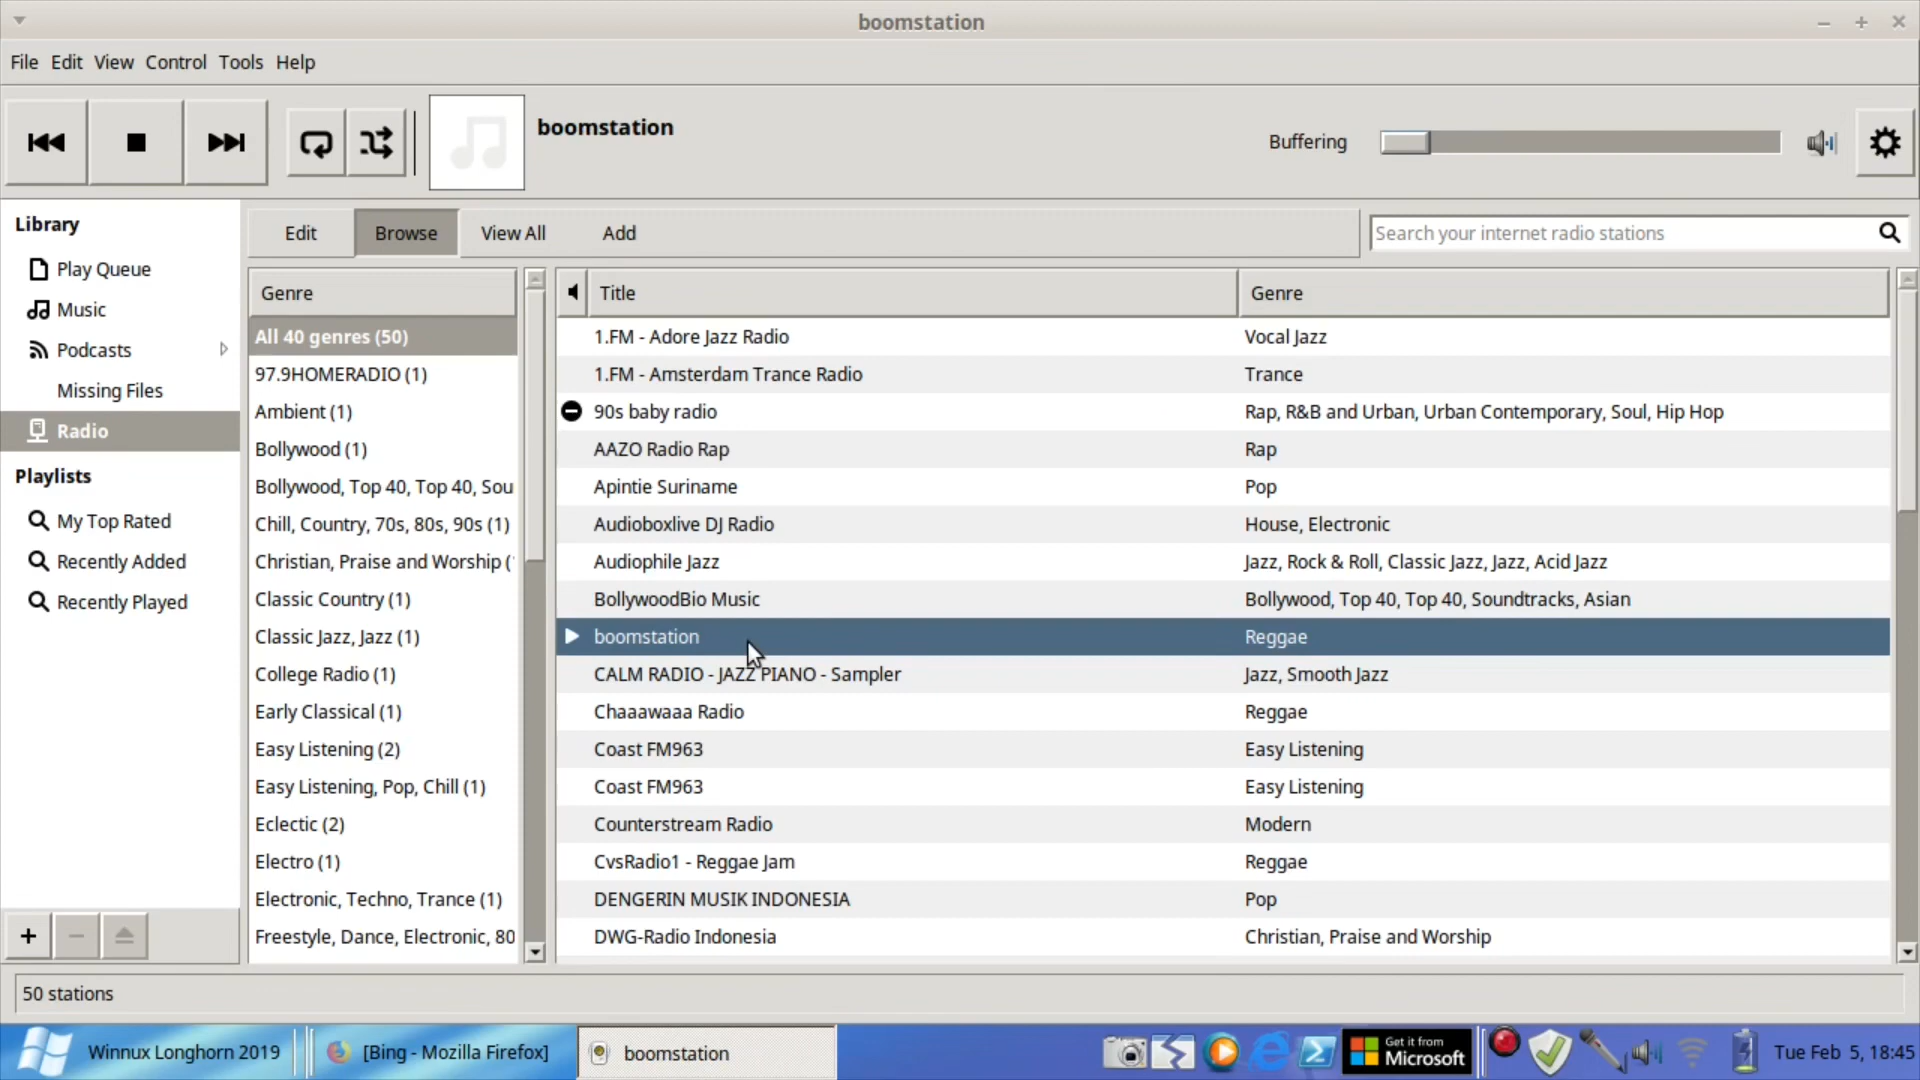 boomstation
File Edit View Control Tools Help
boomstation
Buffering
Library
Play Queue
Music
Podcasts
Missing Files
Radio
Playlists
My Top Rated
Recently Added
Recently Played
Edit Browse View All Add
Search your internet radio stations
Genre
All 40 genres (50)
97.9HOMERADIO (1)
Ambient (1)
Bollywood (1)
Bollywood, Top 40, Top 40, Sou
Chill, Country, 70s, 80s, 90s (1)
Christian, Praise and Worship (
Classic Country (1)
Classic Jazz, Jazz (1)
College Radio (1)
Early Classical (1)
Easy Listening (2)
Easy Listening, Pop, Chill (1)
Eclectic (2)
Electro (1)
Electronic, Techno, Trance (1)
Freestyle, Dance, Electronic, 80
Title Genre
1.FM - Adore Jazz Radio Vocal Jazz
1.FM - Amsterdam Trance Radio Trance
90s baby radio Rap, R&B and Urban, Urban Contemporary, Soul, Hip Hop
AAZO Radio Rap Rap
Apintie Suriname Pop
Audioboxlive DJ Radio House, Electronic
Audiophile Jazz Jazz, Rock & Roll, Classic Jazz, Jazz, Acid Jazz
BollywoodBio Music Bollywood, Top 40, Top 40, Soundtracks, Asian
boomstation Reggae
CALM RADIO - JAZZ PIANO - Sampler Jazz, Smooth Jazz
Chaaawaaa Radio Reggae
Coast FM963 Easy Listening
Coast FM963 Easy Listening
Counterstream Radio Modern
CvsRadio1 - Reggae Jam Reggae
DENGERIN MUSIK INDONESIA Pop
DWG-Radio Indonesia Christian, Praise and Worship
50 stations
Winnux Longhorn 2019
[Bing - Mozilla Firefox]
boomstation
Get it from
Microsoft
Tue Feb 5, 18:45